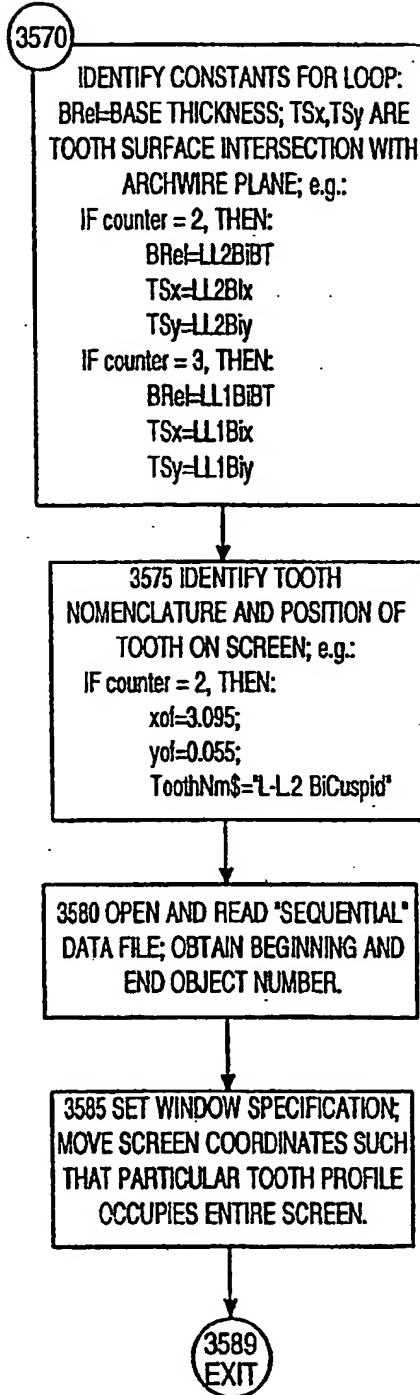 3570
IDENTIFY CONSTANTS FOR LOOP:
BRel=BASE THICKNESS; TSx,TSy ARE
TOOTH SURFACE INTERSECTION WITH
ARCHWIRE PLANE; e.g.:
IF counter = 2, THEN:
BRel=LL2BiBT
TSx=LL2BIx
TSy=LL2Biy
IF counter = 3, THEN:
BRel=LL1BiBT
TSx=LL1Bix
TSy=LL1Biy
3575 IDENTIFY TOOTH
NOMENCLATURE AND POSITION OF
TOOTH ON SCREEN; e.g.:
IF counter = 2, THEN:
xof=3.095;
yof=0.055;
ToothNm$="L-L.2 BiCuspid"
3580 OPEN AND READ "SEQUENTIAL"
DATA FILE; OBTAIN BEGINNING AND
END OBJECT NUMBER.
3585 SET WINDOW SPECIFICATION;
MOVE SCREEN COORDINATES SUCH
THAT PARTICULAR TOOTH PROFILE
OCCUPIES ENTIRE SCREEN.
3589
EXIT